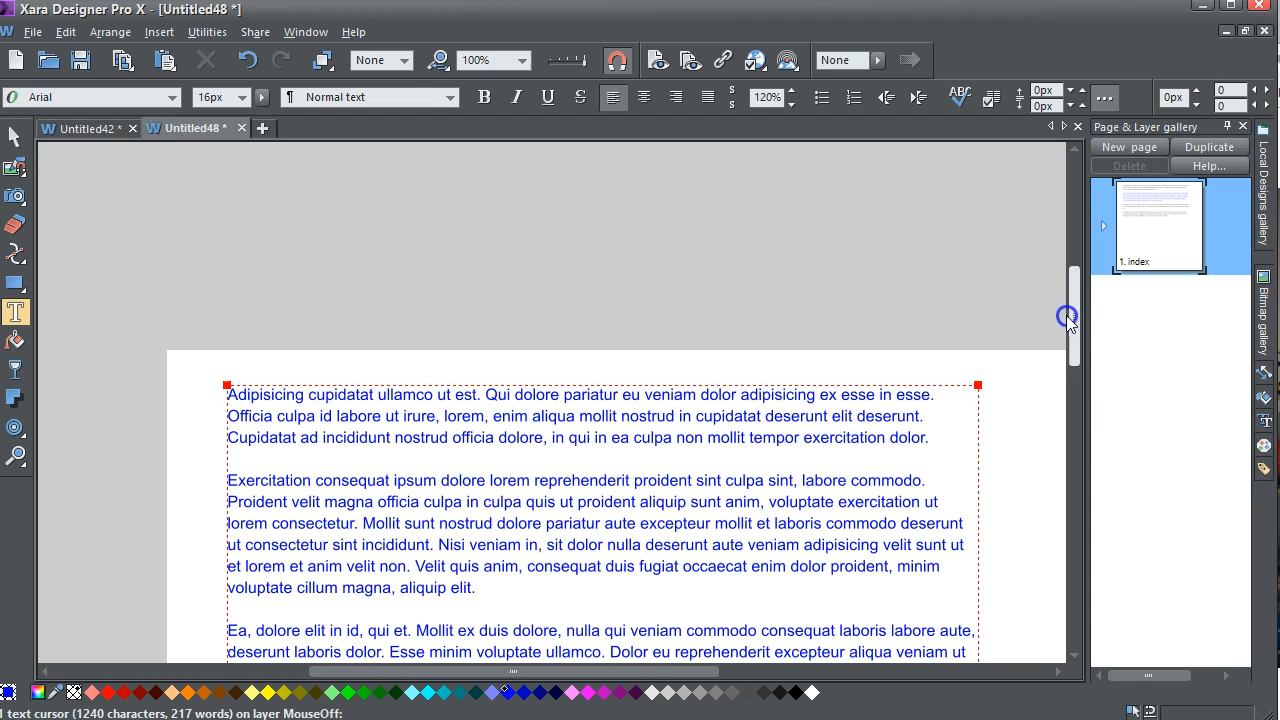 Xara Designer Pro X - [Untitled48 *]
File Edit Arrange Insert Utilities Share Window Help
None 100% None
Arial 16px Normal text 120% 0px 0px 0px 0 0
Untitled42 * Untitled48 *
Page & Layer gallery
New page Duplicate
Delete Help...
1. index
Local Designs gallery
Bitmap gallery
Adipisicing cupidatat ullamco ut est. Qui dolore pariatur eu veniam dolor adipisicing ex esse in esse.
Officia culpa id labore ut irure, lorem, enim aliqua mollit nostrud in cupidatat deserunt elit deserunt.
Cupidatat ad incididunt nostrud officia dolore, in qui in ea culpa non mollit tempor exercitation dolor.
Exercitation consequat ipsum dolore lorem reprehenderit proident sint culpa sint, labore commodo.
Proident velit magna officia culpa in culpa quis ut proident aliquip sunt anim, voluptate exercitation ut
lorem consectetur. Mollit sunt nostrud dolore pariatur aute excepteur mollit et laboris commodo deserunt
ut consectetur sint incididunt. Nisi veniam in, sit dolor nulla deserunt aute veniam adipisicing velit sunt ut
et lorem et anim velit non. Velit quis anim, consequat duis fugiat occaecat enim dolor proident, minim
voluptate cillum magna, aliquip elit.
Ea, dolore elit in id, qui et. Mollit ex duis dolore, nulla qui veniam commodo consequat laboris labore aute,
deserunt laboris dolor. Esse minim voluptate ullamco. Dolor eu reprehenderit excepteur aliqua veniam ut
1 text cursor (1240 characters, 217 words) on layer MouseOff: